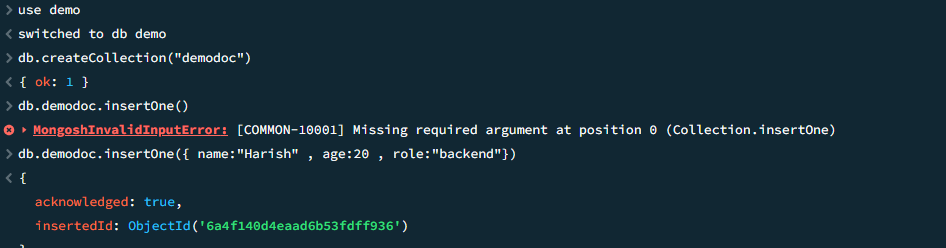 > use demo
< switched to db demo
> db.createCollection("demodoc")
< { ok: 1 }
> db.demodoc.insertOne()
MongoshInvalidInputError: [COMMON-10001] Missing required argument at position 0 (Collection.insertOne)
> db.demodoc.insertOne({ name:"Harish" , age:20 , role:"backend"})
< {
acknowledged: true,
insertedId: ObjectId('6a4f140d4eaad6b53fdff936')
}